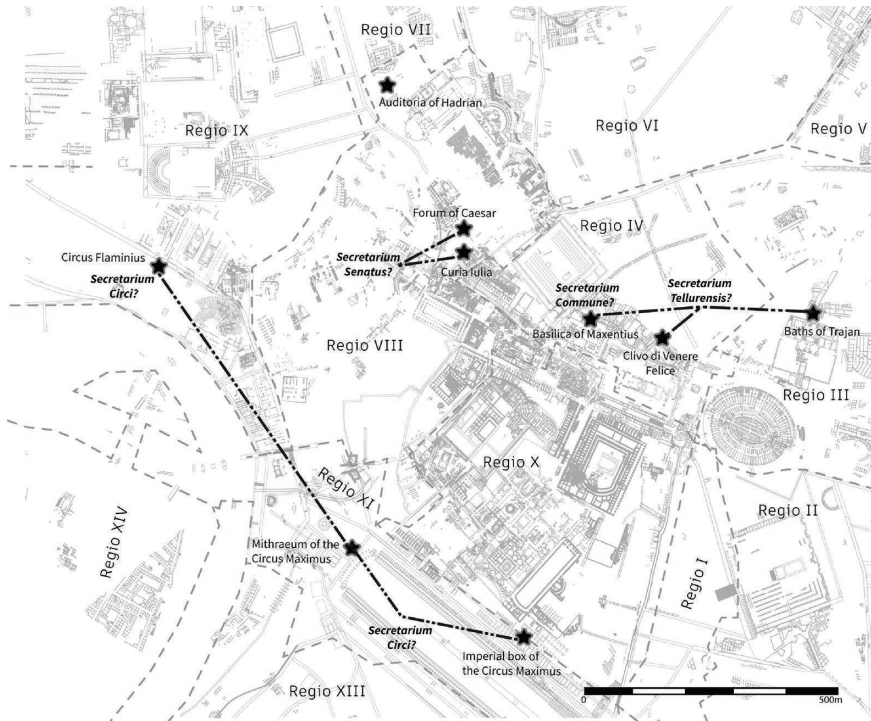 Regio VII
Auditoria of Hadrian
Regio IX
Regio VI
Regio V
Forum of Caesar
Regio IV
Circus Flaminius
Secretarium
Senatus?
Secretarium
Circi?
Curia Iulia
Secretarium
Commune?
Secretarium
Tellurensis?
Regio VIII
Basilica of Maxentius
Baths of Trajan
Clivo di Venere
Felice
Regio III
Regio X
Regio XI
Regio II
Regio XIV
Mithraeum of the
Circus Maximus
Regio I
Secretarium
Circi?
Imperial box of
the Circus Maximus
Regio XIII
0
500m